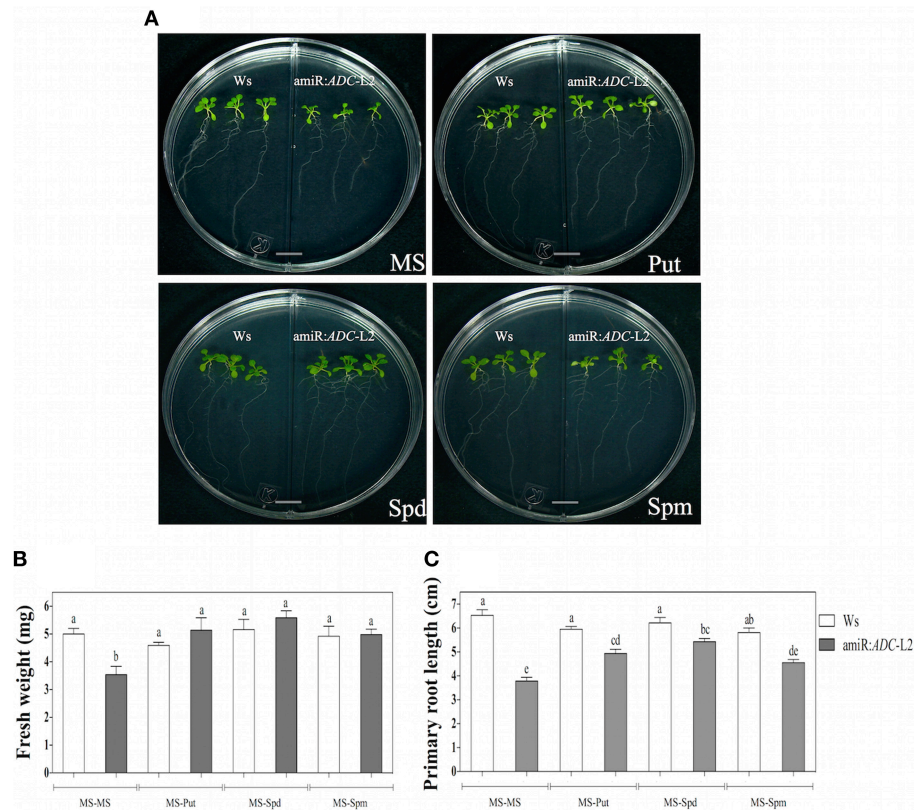 A
Ws amiR:ADC-L2
MS
Ws amiR:ADC-L2
Put
Ws amiR:ADC-L2
Spd
Ws amiR:ADC-L2
Spm
B
Fresh weight (mg)
6
5
4
3
2
1
0
a
b
a
a
a
a
a
a
MS-MS MS-Put MS-Spd MS-Spm
C
Primary root length (cm)
7
6
5
4
3
2
1
0
a
e
a
cd
a
bc
ab
de
MS-MS MS-Put MS-Spd MS-Spm
Ws
amiR:ADC-L2